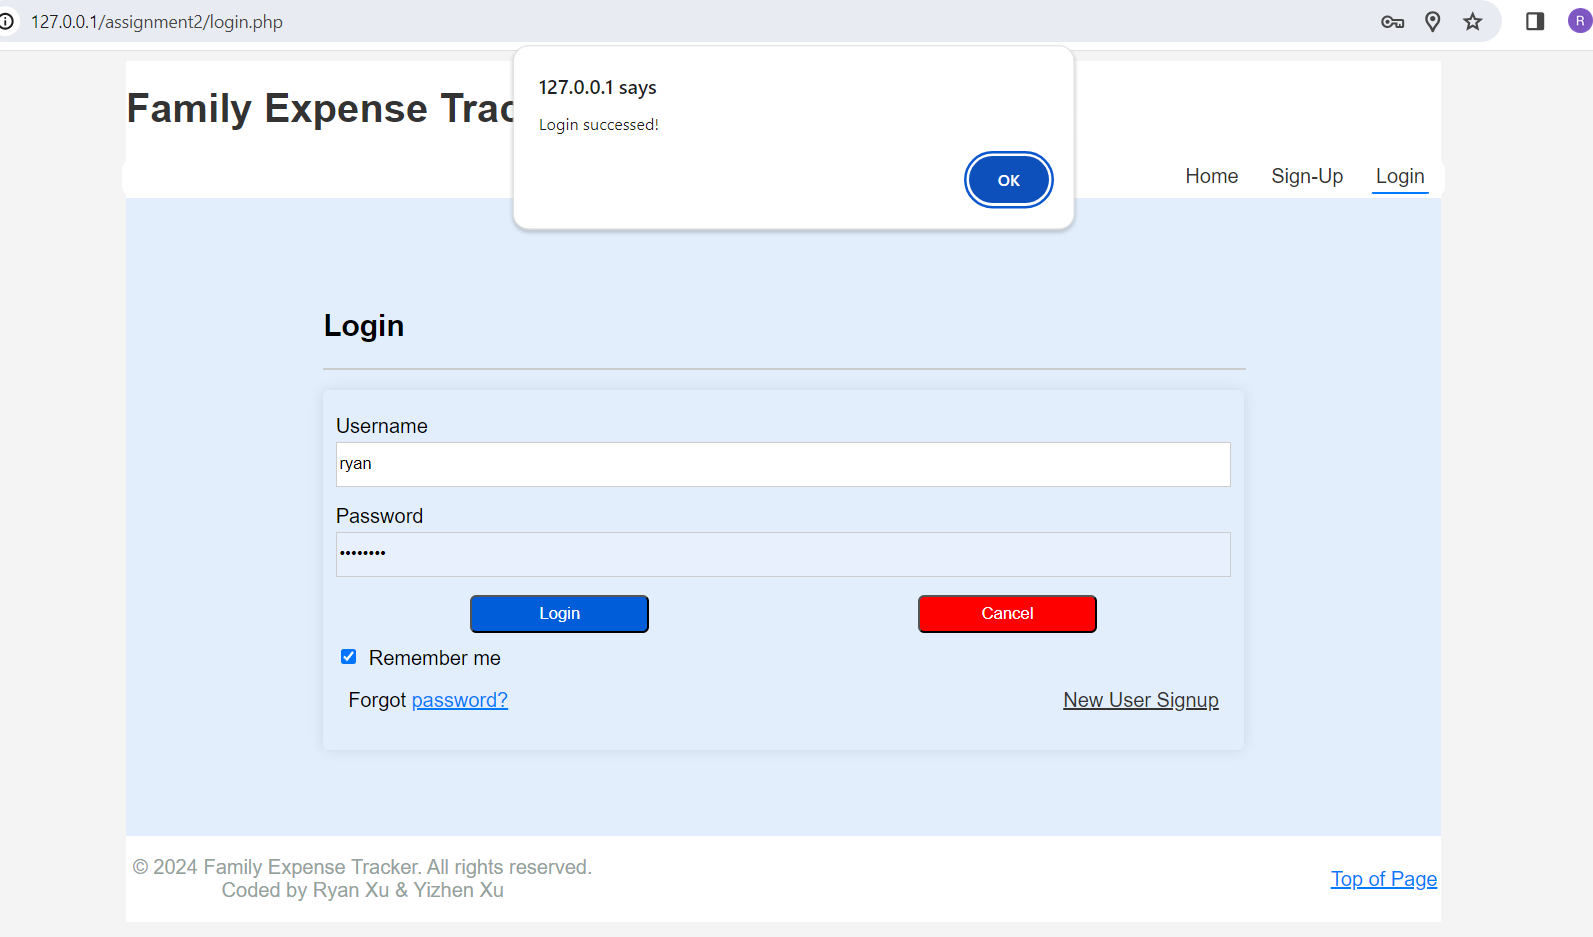 127.0.0.1/assignment2/login.php
R
127.0.0.1 says
Login successed!
OK
Family Expense
Home Sign-Up Login
Login
Username
ryan
Password
••••••••
Login Cancel
Remember me
Forgot password? New User Signup
© 2024 Family Expense Tracker. All rights reserved.
Coded by Ryan Xu & Yizhen Xu
Top of Page